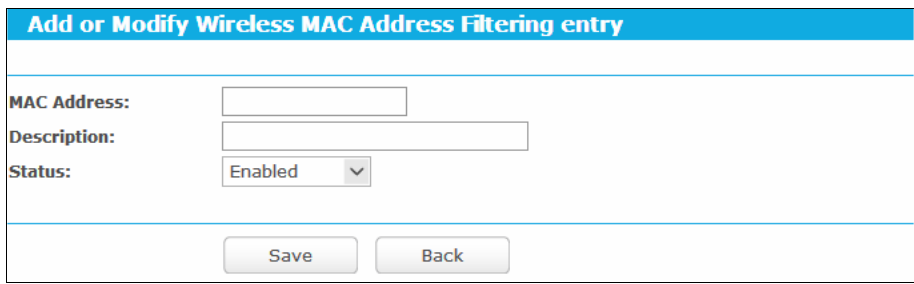 Add or Modify Wireless MAC Address Filtering entry
MAC Address:
Description:
Status: Enabled
Save Back